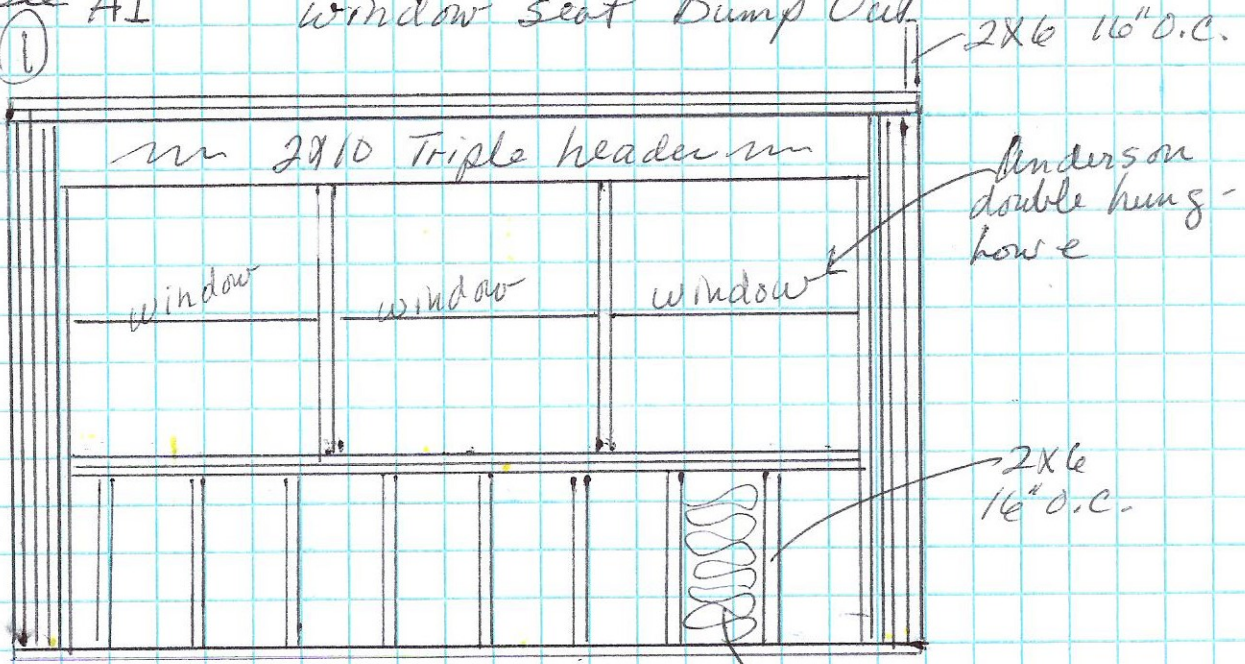 A1 Window Seat Bump Out
1
2x6 16" O.C.
2x10 Triple header
Anderson
double hung -
window
window
window
2x6
16" O.C.